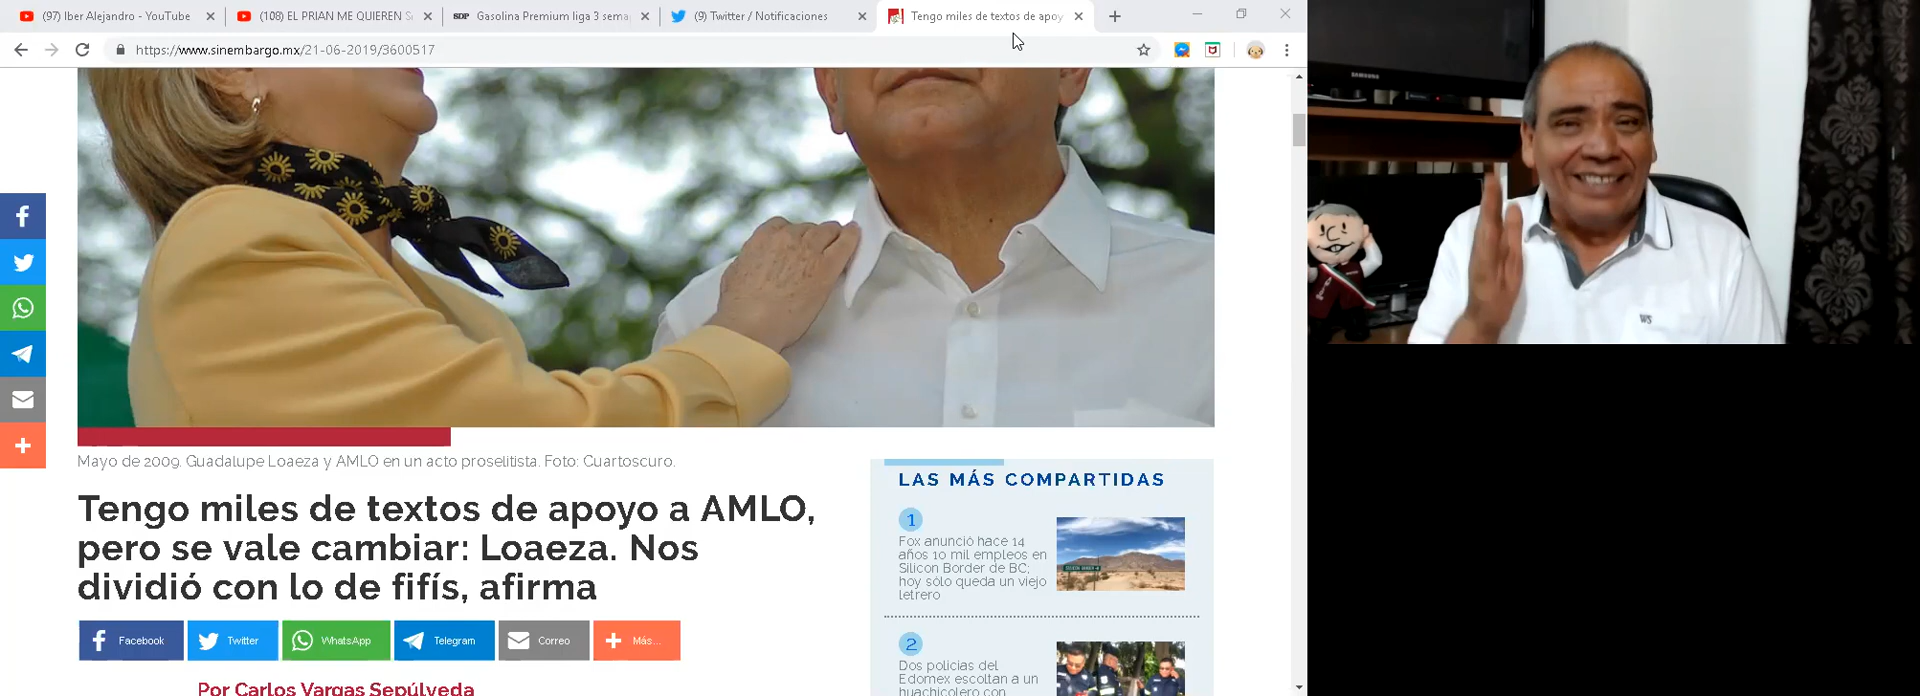 (97) Iber Alejandro - YouTube
(108) EL PRIAN ME QUIEREN S
SDP Gasolina Premium liga 3 sema
(9) Twitter / Notificaciones
Tengo miles de textos de apoy
https://www.sinembargo.mx/21-06-2019/3600517
SAMSUNG
WS
Mayo de 2009. Guadalupe Loaeza y AMLO en un acto proselitista. Foto: Cuartoscuro.
Tengo miles de textos de apoyo a AMLO,
pero se vale cambiar: Loaeza. Nos
dividió con lo de fifís, afirma
Facebook
Twitter
WhatsApp
Telegram
Correo
Más...
Por Carlos Vargas Sepúlveda
LAS MÁS COMPARTIDAS
1
Fox anunció hace 14
años 10 mil empleos en
Silicon Border de BC;
hoy sólo queda un viejo
letrero
2
Dos policías del
Edomex escoltan a un
huachicolero con